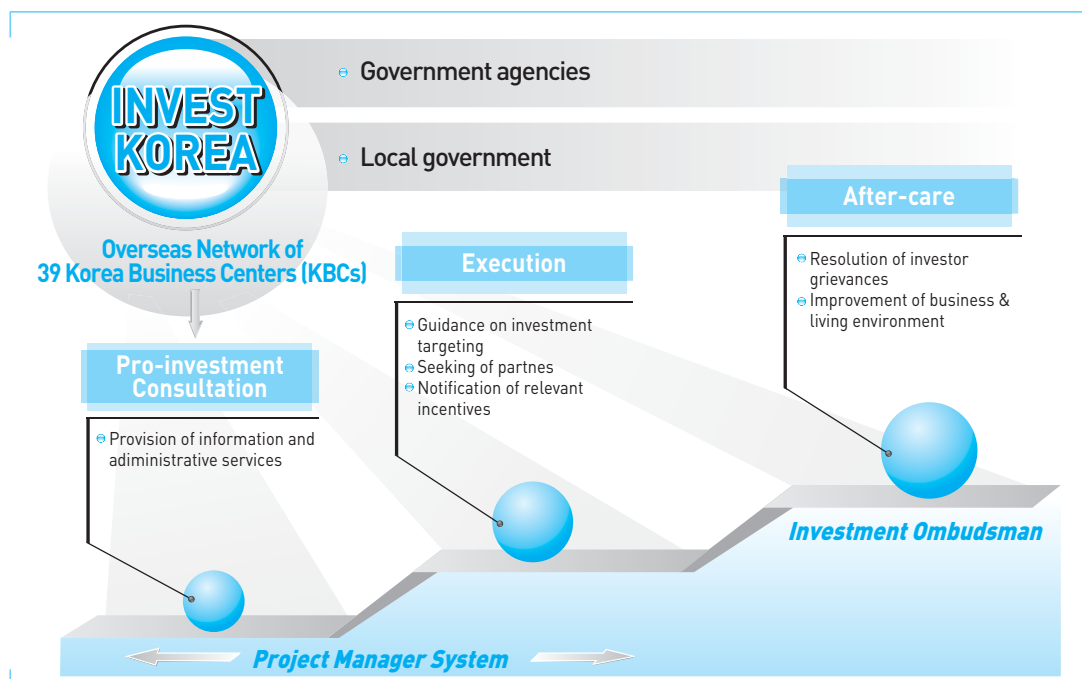 INVEST
KOREA
Government agencies
Local government
Overseas Network of
39 Korea Business Centers (KBCs)
Pro-investment
Consultation
Provision of information and
adiministrative services
Execution
Guidance on investment
targeting
Seeking of partnes
Notification of relevant
incentives
After-care
Resolution of investor
grievances
Improvement of business &
living environment
Investment Ombudsman
Project Manager System